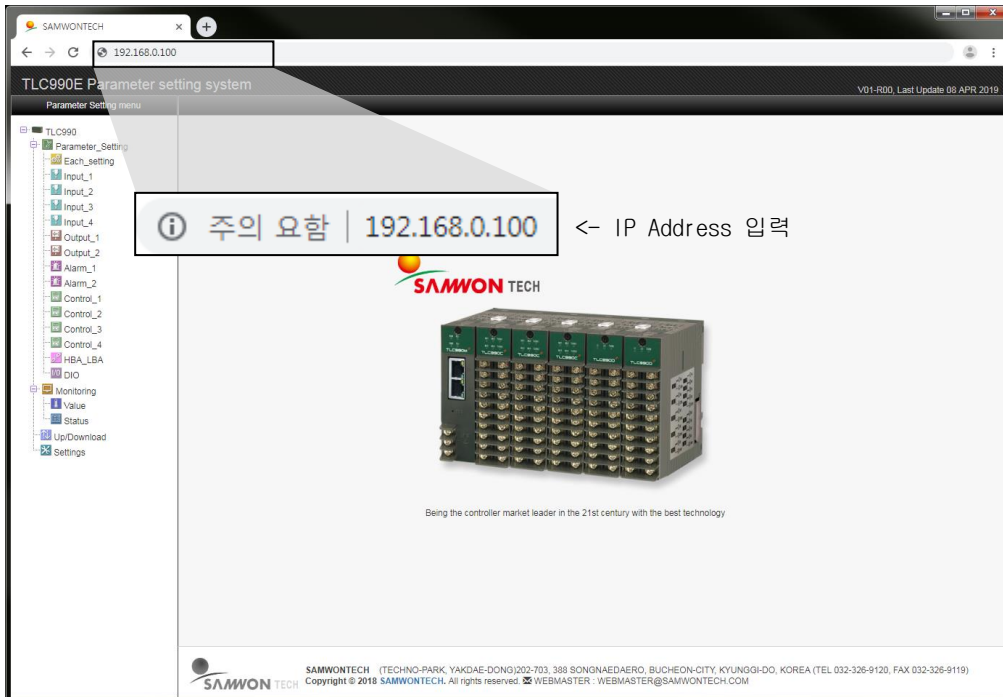 SAMWONTECH
192.168.0.100
TLC990E Parameter setting system
V01-R00, Last Update 08 APR 2019
Parameter Setting menu
TLC990
Parameter_Setting
Each_setting
Input_1
Input_2
Input_3
Input_4
Output_1
Output_2
Alarm_1
Alarm_2
Control_1
Control_2
Control_3
Control_4
HBA_LBA
DIO
Monitoring
Value
Status
Up/Download
Settings
주의 요함 | 192.168.0.100
<- IP Address 입력
SAMWON TECH
Being the controller market leader in the 21st century with the best technology
SAMWON TECH
SAMWONTECH (TECHNO-PARK, YAKDAE-DONG)202-703, 388 SONGNAEDAERO, BUCHEON-CITY, KYUNGGI-DO, KOREA (TEL 032-326-9120, FAX 032-326-9119)
Copyright © 2018 SAMWONTECH. All rights reserved. WEBMASTER : WEBMASTER@SAMWONTECH.COM